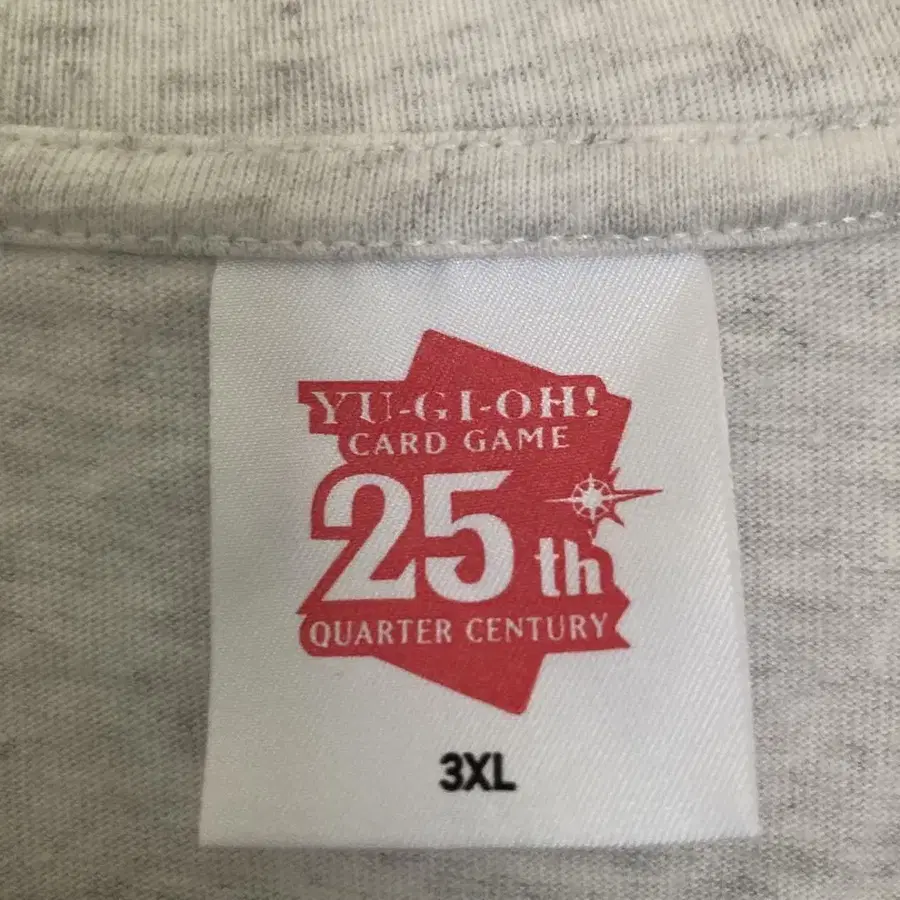 YU-GI-OH!
CARD GAME
25th
QUARTER CENTURY
3XL